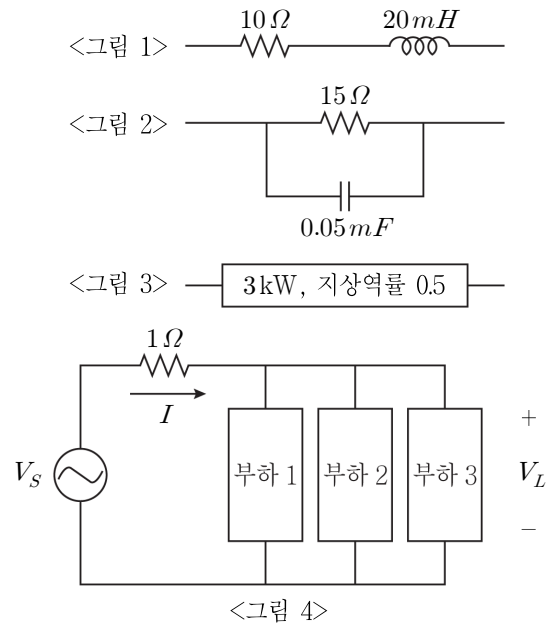 10Ω 20mH
<그림 1>
15Ω
<그림 2>
0.05mF
<그림 3> 3kW, 지상역률 0.5
1Ω
I
V_S 부하 1 부하 2 부하 3 + V_L −
<그림 4>